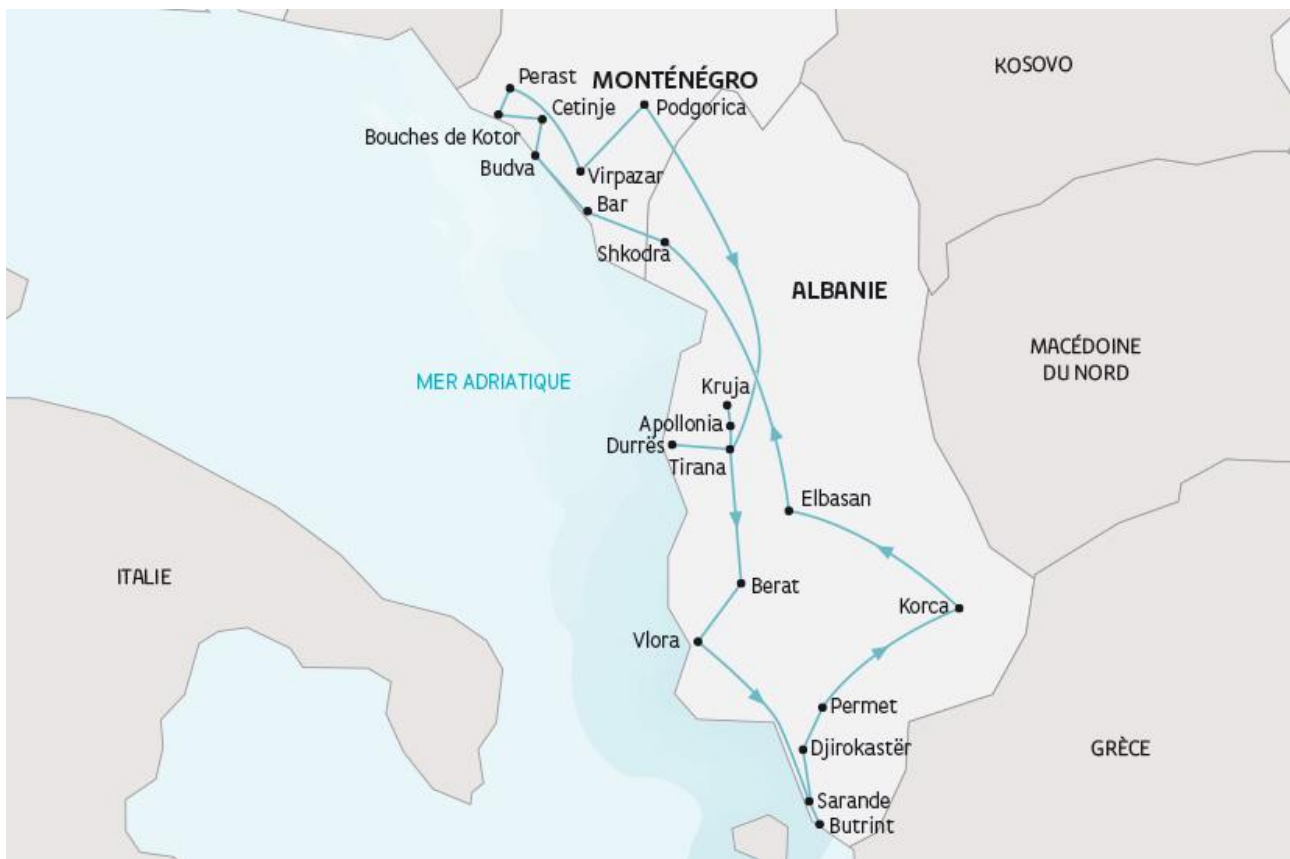 KOSOVO
Perast
MONTÉNÉGRO
Cetinje
Podgorica
Bouches de Kotor
Budva
Virpazar
Bar
Shkodra
ALBANIE
MACÉDOINE
DU NORD
MER ADRIATIQUE
Kruja
Apollonia
Durrës
Tirana
Elbasan
ITALIE
Berat
Korca
Vlora
Permet
Djirokastër
GRÈCE
Sarande
Butrint